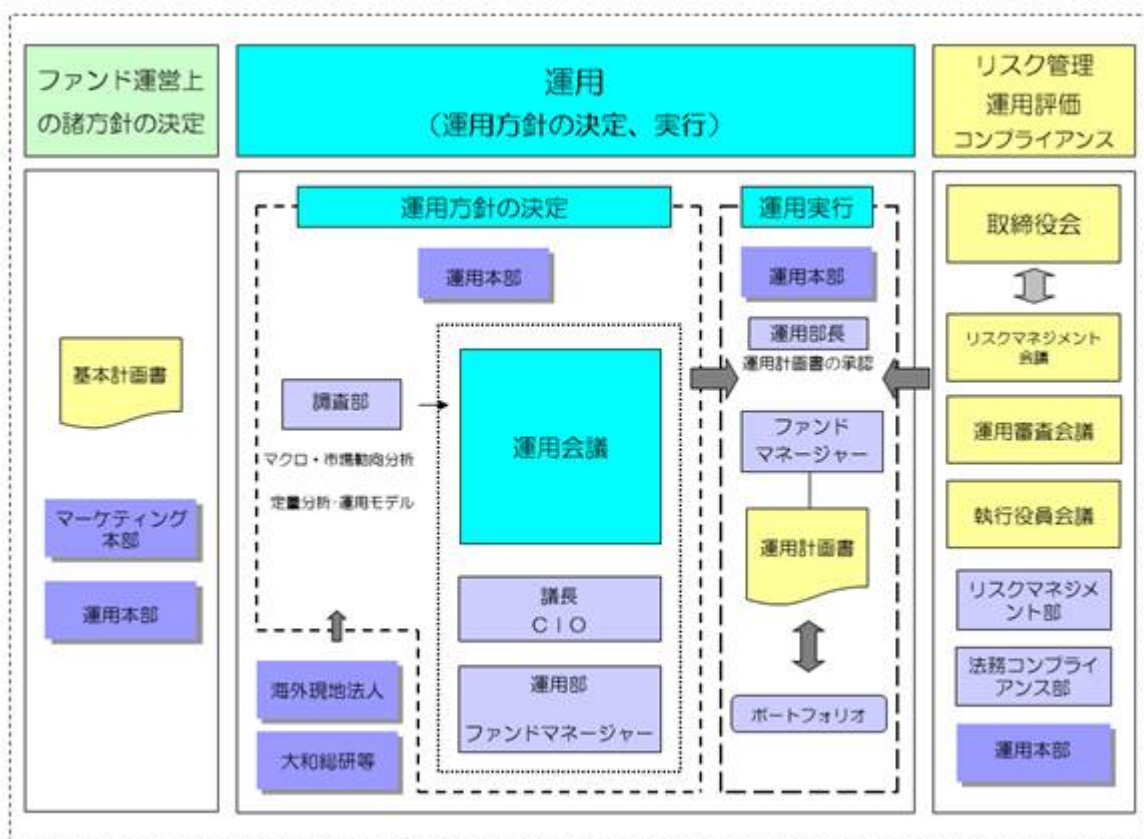 ファンド運営上
の諸方針の決定
運用
(運用方針の決定、実行)
リスク管理
運用評価
コンプライアンス
基本計画書
マーケティング
本部
運用本部
運用方針の決定
運用本部
調査部
マクロ・市場動向分析
定量分析・運用モデル
運用会議
議長
CIO
運用部
ファンドマネージャー
海外現地法人
大和総研等
運用実行
運用本部
運用部長
運用計画書の承認
ファンド
マネージャー
運用計画書
ポートフォリオ
取締役会
リスクマネジメント
会議
運用審査会議
執行役員会議
リスクマネジメ
ント部
法務コンプライ
アンス部
運用本部